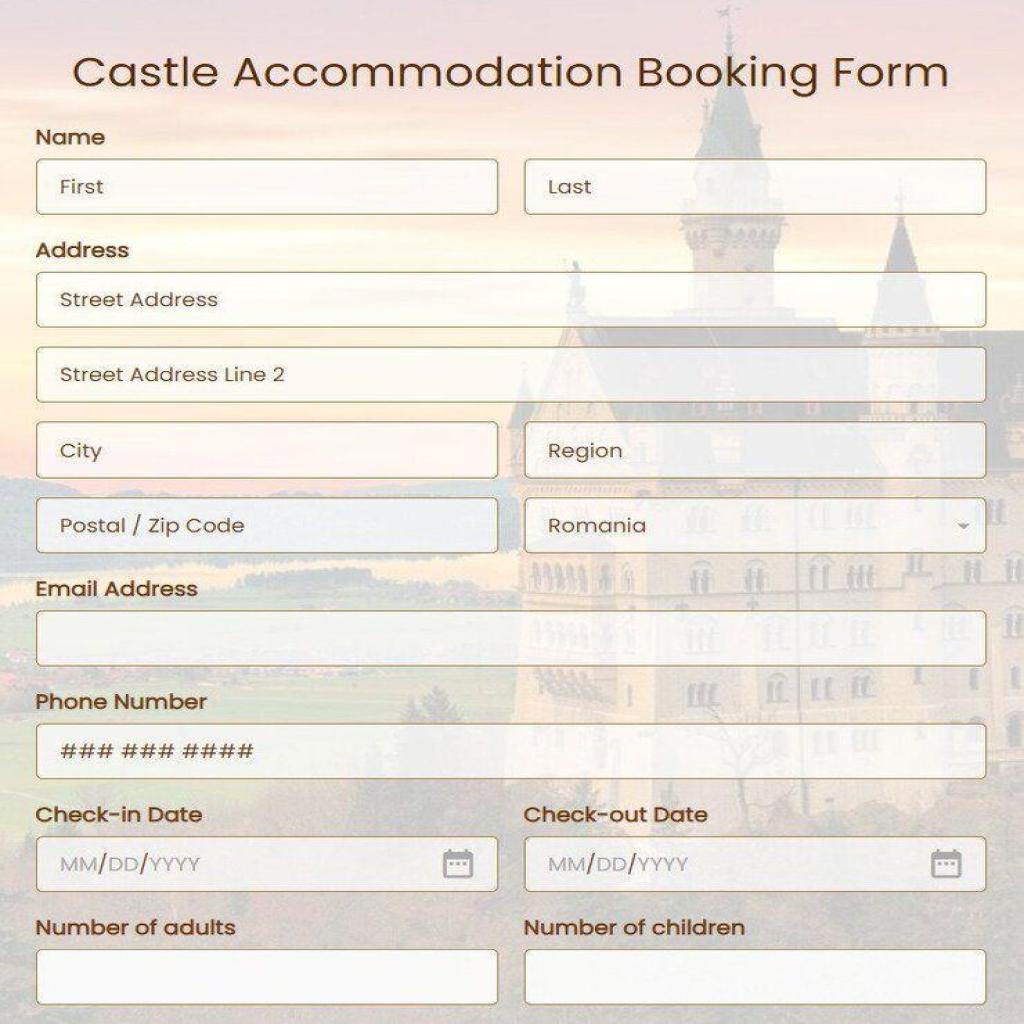 Castle Accommodation Booking Form
Name
First Last
Address
Street Address
Street Address Line 2
City Region
Postal / Zip Code Romania
Email Address
Phone Number
### ### ####
Check-in Date Check-out Date
MM/DD/YYYY MM/DD/YYYY
Number of adults Number of children